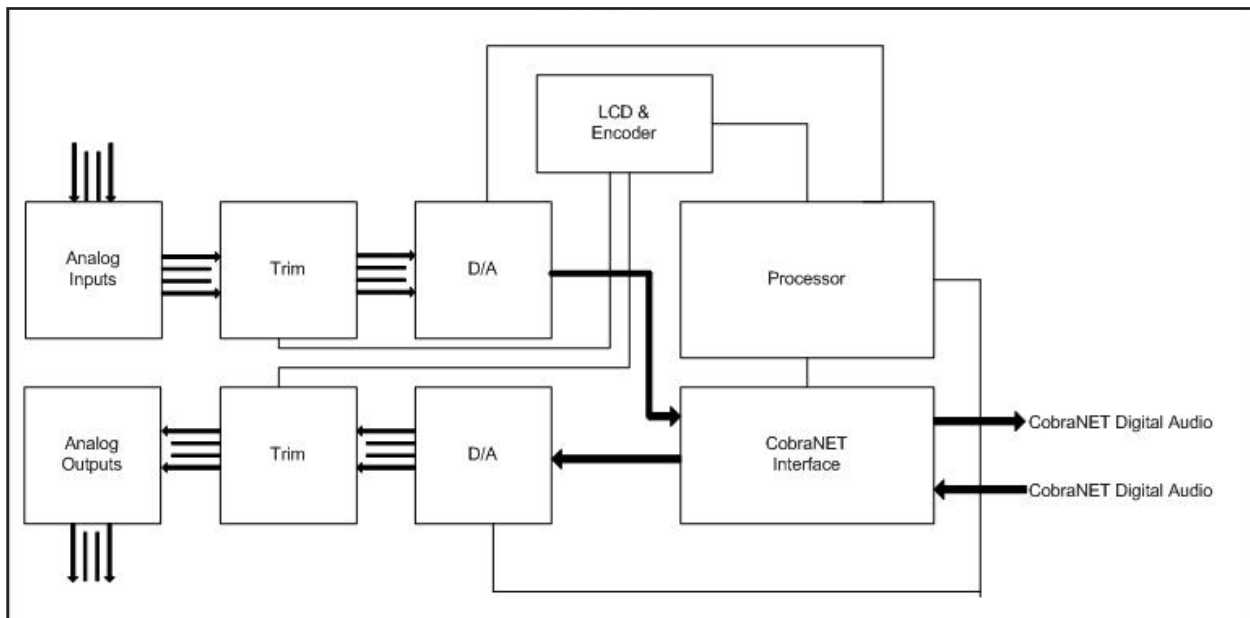 LCD &
Encoder
Analog
Inputs
Trim
D/A
Processor
Analog
Outputs
Trim
D/A
CobraNET
Interface
CobraNET Digital Audio
CobraNET Digital Audio